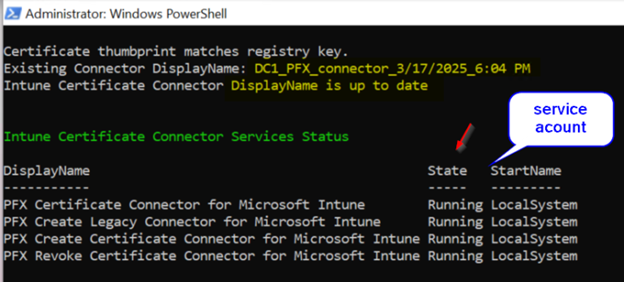 Administrator: Windows PowerShell
Certificate thumbprint matches registry key.
Existing Connector DisplayName: DC1_PFX_connector_3/17/2025_6:04 PM
Intune Certificate Connector DisplayName is up to date
service
acount
Intune Certificate Connector Services Status
DisplayName State StartName
----------- ----- ---------
PFX Certificate Connector for Microsoft Intune Running LocalSystem
PFX Create Legacy Connector for Microsoft Intune Running LocalSystem
PFX Create Certificate Connector for Microsoft Intune Running LocalSystem
PFX Revoke Certificate Connector for Microsoft Intune Running LocalSystem